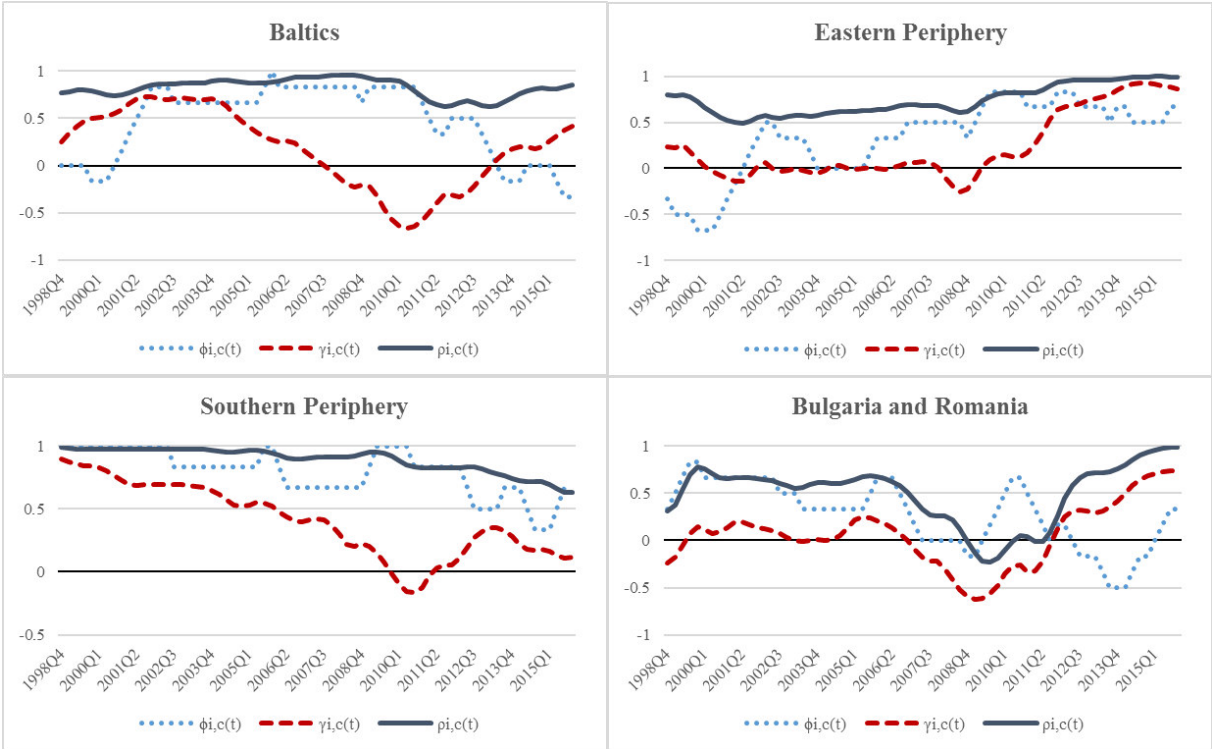 Baltics
1
0.5
0
-0.5
-1
1998Q4 2000Q1 2001Q2 2002Q3 2003Q4 2005Q1 2006Q2 2007Q3 2008Q4 2010Q1 2011Q2 2012Q3 2013Q4 2015Q1
ϕi,c(t) γi,c(t) ρi,c(t)
Eastern Periphery
1
0.5
0
-0.5
-1
1998Q4 2000Q1 2001Q2 2002Q3 2003Q4 2005Q1 2006Q2 2007Q3 2008Q4 2010Q1 2011Q2 2012Q3 2013Q4 2015Q1
ϕi,c(t) γi,c(t) ρi,c(t)
Southern Periphery
1
0.5
0
-0.5
1998Q4 2000Q1 2001Q2 2002Q3 2003Q4 2005Q1 2006Q2 2007Q3 2008Q4 2010Q1 2011Q2 2012Q3 2013Q4 2015Q1
ϕi,c(t) γi,c(t) ρi,c(t)
Bulgaria and Romania
1
0.5
0
-0.5
-1
1998Q4 2000Q1 2001Q2 2002Q3 2003Q4 2005Q1 2006Q2 2007Q3 2008Q4 2010Q1 2011Q2 2012Q3 2013Q4 2015Q1
ϕi,c(t) γi,c(t) ρi,c(t)